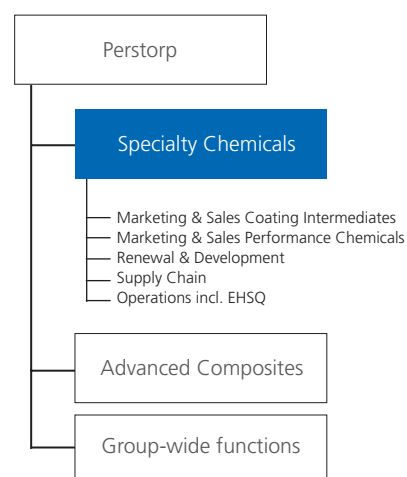 Perstorp
Specialty Chemicals
Marketing & Sales Coating Intermediates
Marketing & Sales Performance Chemicals
Renewal & Development
Supply Chain
Operations incl. EHSQ
Advanced Composites
Group-wide functions